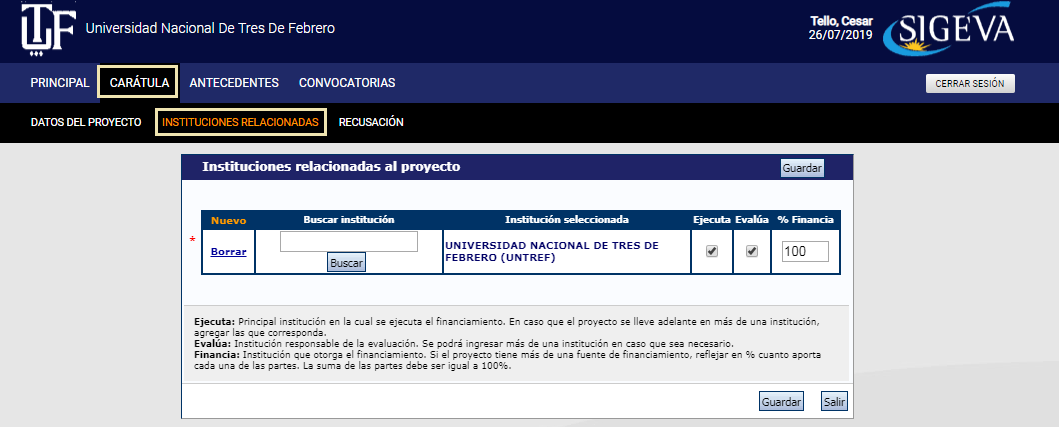 UTF Universidad Nacional De Tres De Febrero
Tello, Cesar
26/07/2019
SIGEVA
PRINCIPAL CARÁTULA ANTECEDENTES CONVOCATORIAS CERRAR SESIÓN
DATOS DEL PROYECTO INSTITUCIONES RELACIONADAS RECUSACIÓN
Instituciones relacionadas al proyecto Guardar
Nuevo Buscar institución Institución seleccionada Ejecuta Evalúa % Financia
* Borrar Buscar UNIVERSIDAD NACIONAL DE TRES DE
FEBRERO (UNTREF) 100
Ejecuta: Principal institución en la cual se ejecuta el financiamiento. En caso que el proyecto se lleve adelante en más de una institución,
agregar las que corresponda.
Evalúa: Institución responsable de la evaluación. Se podrá ingresar más de una institución en caso que sea necesario.
Financia: Institución que otorga el financiamiento. Si el proyecto tiene más de una fuente de financiamiento, reflejar en % cuanto aporta
cada una de las partes. La suma de las partes debe ser igual a 100%.
Guardar Salir